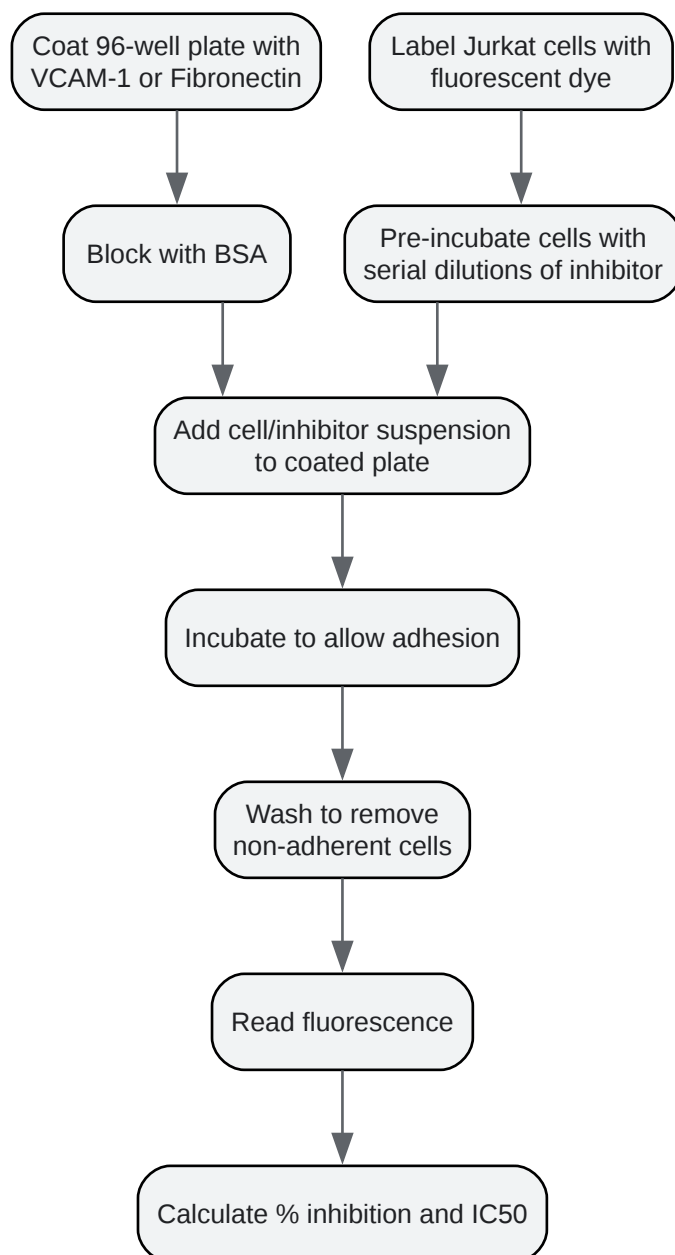 Coat 96-well plate with
VCAM-1 or Fibronectin
Label Jurkat cells with
fluorescent dye
Block with BSA
Pre-incubate cells with
serial dilutions of inhibitor
Add cell/inhibitor suspension
to coated plate
Incubate to allow adhesion
Wash to remove
non-adherent cells
Read fluorescence
Calculate % inhibition and IC50